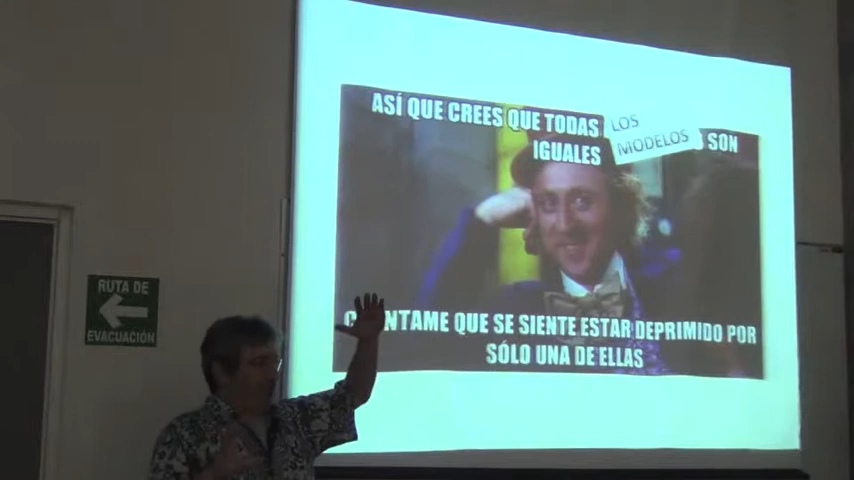 ASÍ QUE CREES QUE TODAS LOS
IGUALES MODELOS SON
CUÉNTAME QUE SE SIENTE ESTAR DEPRIMIDO POR
SÓLO UNA DE ELLAS
RUTA DE
EVACUACIÓN